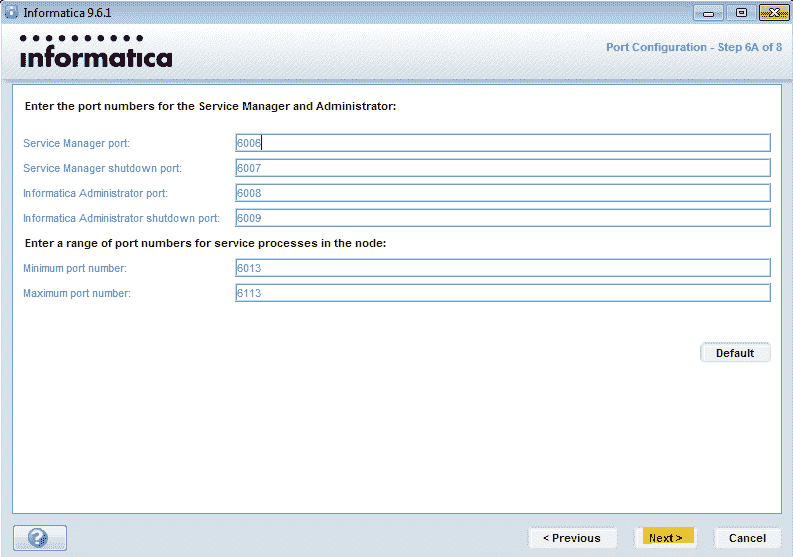 Informatica 9.6.1
informatica
Port Configuration - Step 6A of 8
Enter the port numbers for the Service Manager and Administrator:
Service Manager port: 6006
Service Manager shutdown port: 6007
Informatica Administrator port: 6008
Informatica Administrator shutdown port: 6009
Enter a range of port numbers for service processes in the node:
Minimum port number: 6013
Maximum port number: 6113
Default
? < Previous Next > Cancel